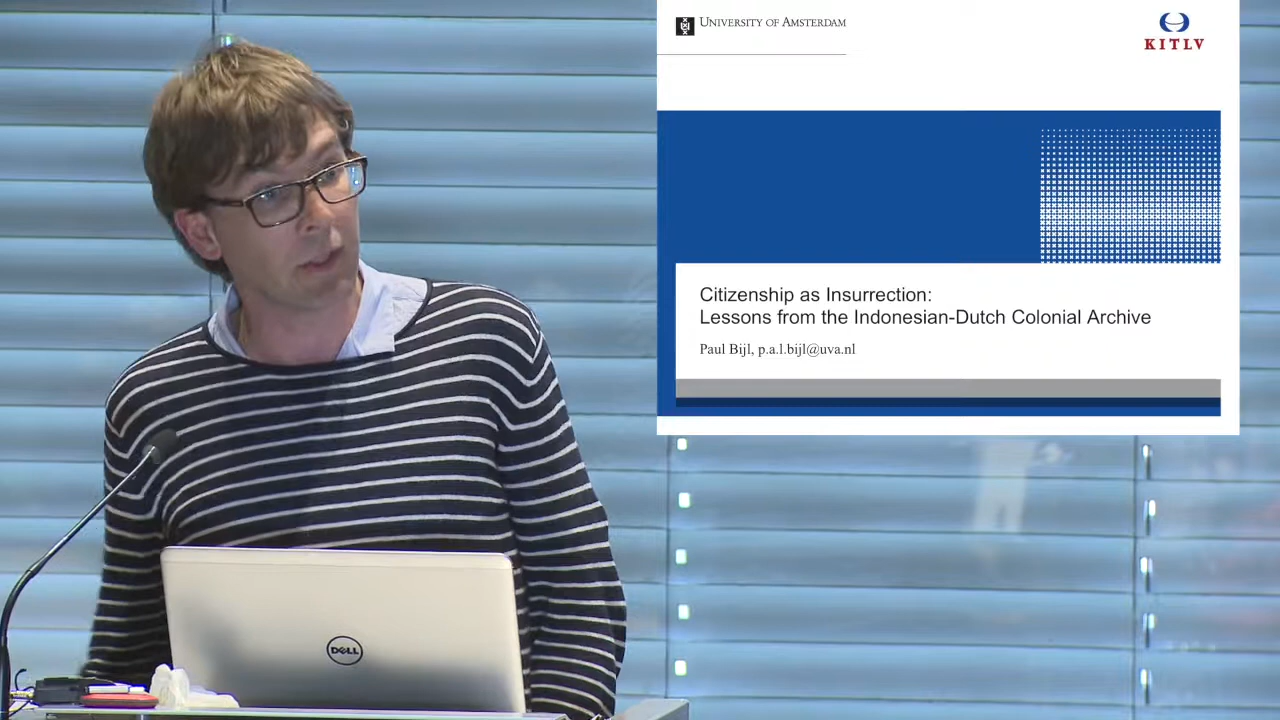 UNIVERSITY OF AMSTERDAM
KITLV
Citizenship as Insurrection:
Lessons from the Indonesian-Dutch Colonial Archive
Paul Bijl, p.a.l.bijl@uva.nl
DELL